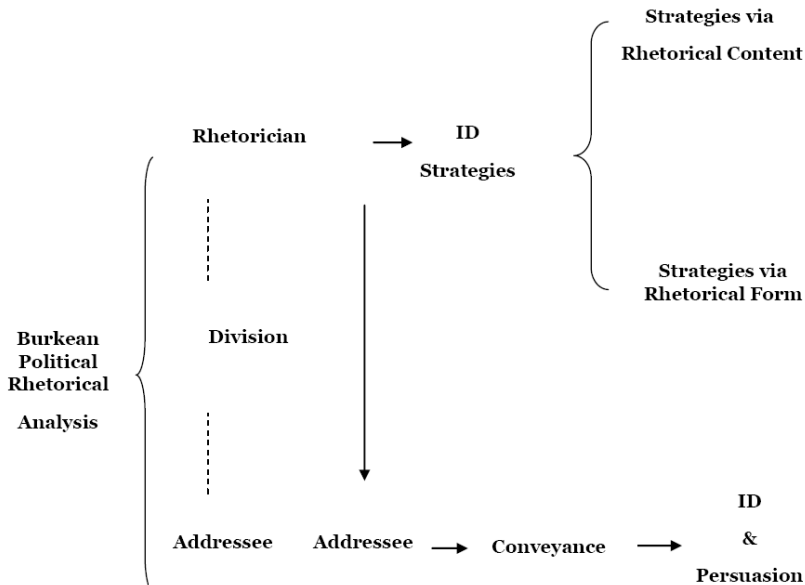 Strategies via
Rhetorical Content
Rhetorician
ID
Strategies
Strategies via
Rhetorical Form
Burkean
Political
Rhetorical
Analysis
Division
Addressee
Addressee
Conveyance
ID
&
Persuasion